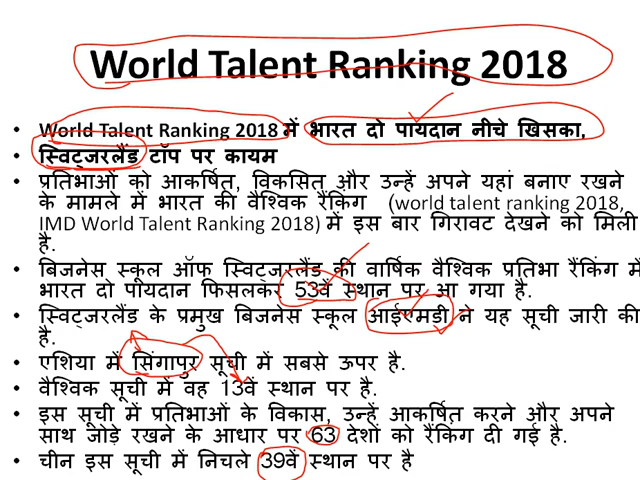 World Talent Ranking 2018
• World Talent Ranking 2018 में भारत दो पायदान नीचे खिसका,
• स्विट्जरलैंड टॉप पर कायम
• प्रतिभाओं को आकर्षित, विकसित और उन्हें अपने यहां बनाए रखने
के मामले में भारत की वैश्विक रैंकिंग (world talent ranking 2018,
IMD World Talent Ranking 2018) में इस बार गिरावट देखने को मिली
है.
• बिजनेस स्कूल ऑफ स्विट्जरलैंड की वार्षिक वैश्विक प्रतिभा रैंकिंग में
भारत दो पायदान फिसलकर 53वें स्थान पर आ गया है.
• स्विट्जरलैंड के प्रमुख बिजनेस स्कूल आईएमडी ने यह सूची जारी की
है.
• एशिया में सिंगापुर सूची में सबसे ऊपर है.
• वैश्विक सूची में वह 13वें स्थान पर है.
• इस सूची में प्रतिभाओं के विकास, उन्हें आकर्षित करने और अपने
साथ जोड़े रखने के आधार पर 63 देशों को रैंकिंग दी गई है.
• चीन इस सूची में निचले 39वें स्थान पर है